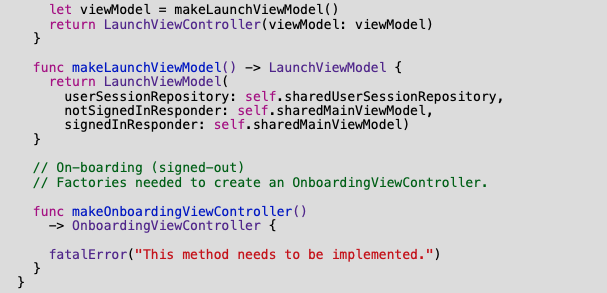 let viewModel = makeLaunchViewModel()
return LaunchViewController(viewModel: viewModel)
}
func makeLaunchViewModel() -> LaunchViewModel {
return LaunchViewModel(
userSessionRepository: self.sharedUserSessionRepository,
notSignedInResponder: self.sharedMainViewModel,
signedInResponder: self.sharedMainViewModel)
}
// On-boarding (signed-out)
// Factories needed to create an OnboardingViewController.
func makeOnboardingViewController()
-> OnboardingViewController {
fatalError("This method needs to be implemented.")
}
}